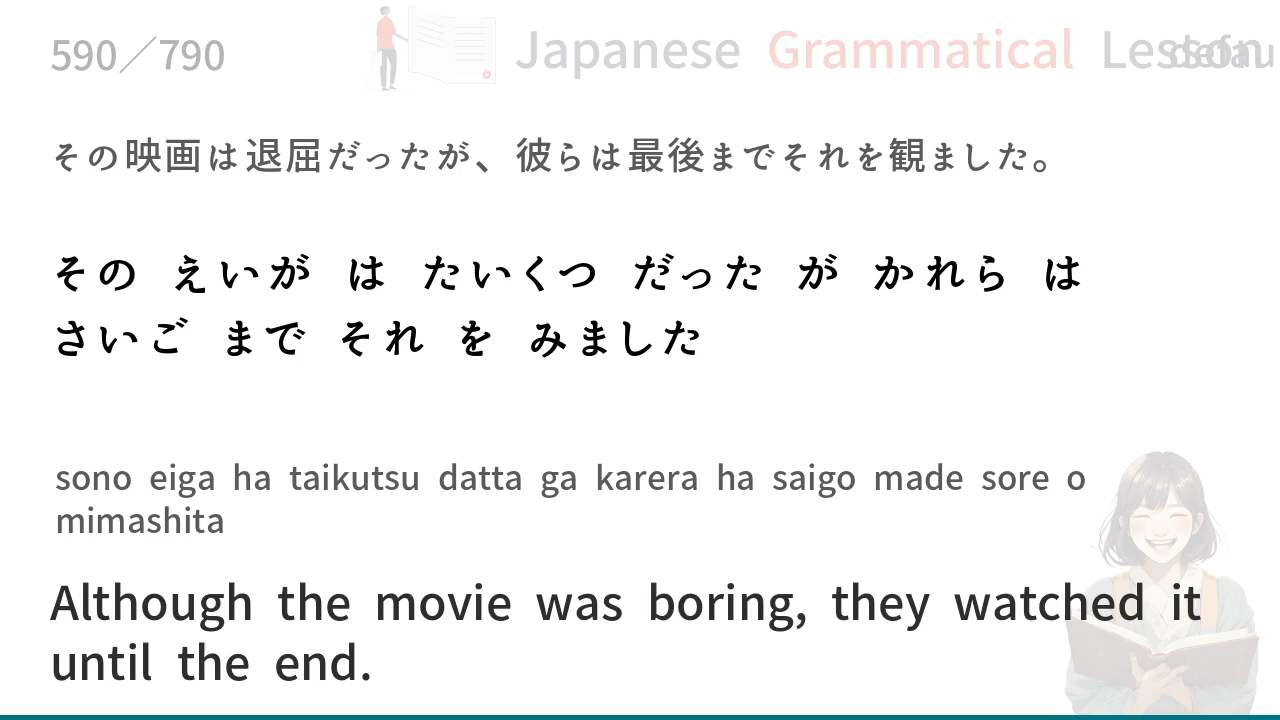 590／790
Japanese Grammatical Lesson
defau
その映画は退屈だったが、彼らは最後までそれを観ました。
その えいが は たいくつ だった が かれら は
さいご まで それ を みました
sono eiga ha taikutsu datta ga karera ha saigo made sore o
mimashita
Although the movie was boring, they watched it
until the end.